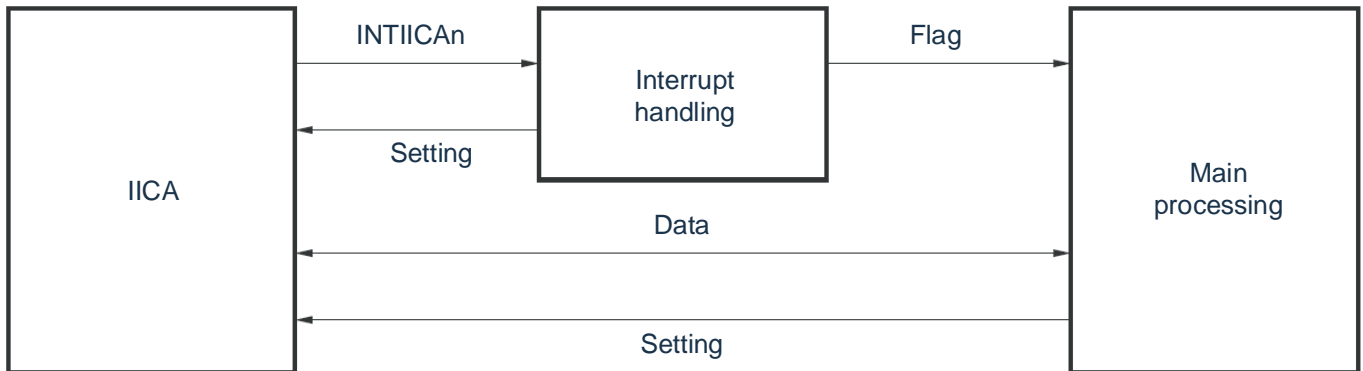 INTIICAn
Flag
Interrupt
handling
Setting
IICA
Main
processing
Data
Setting